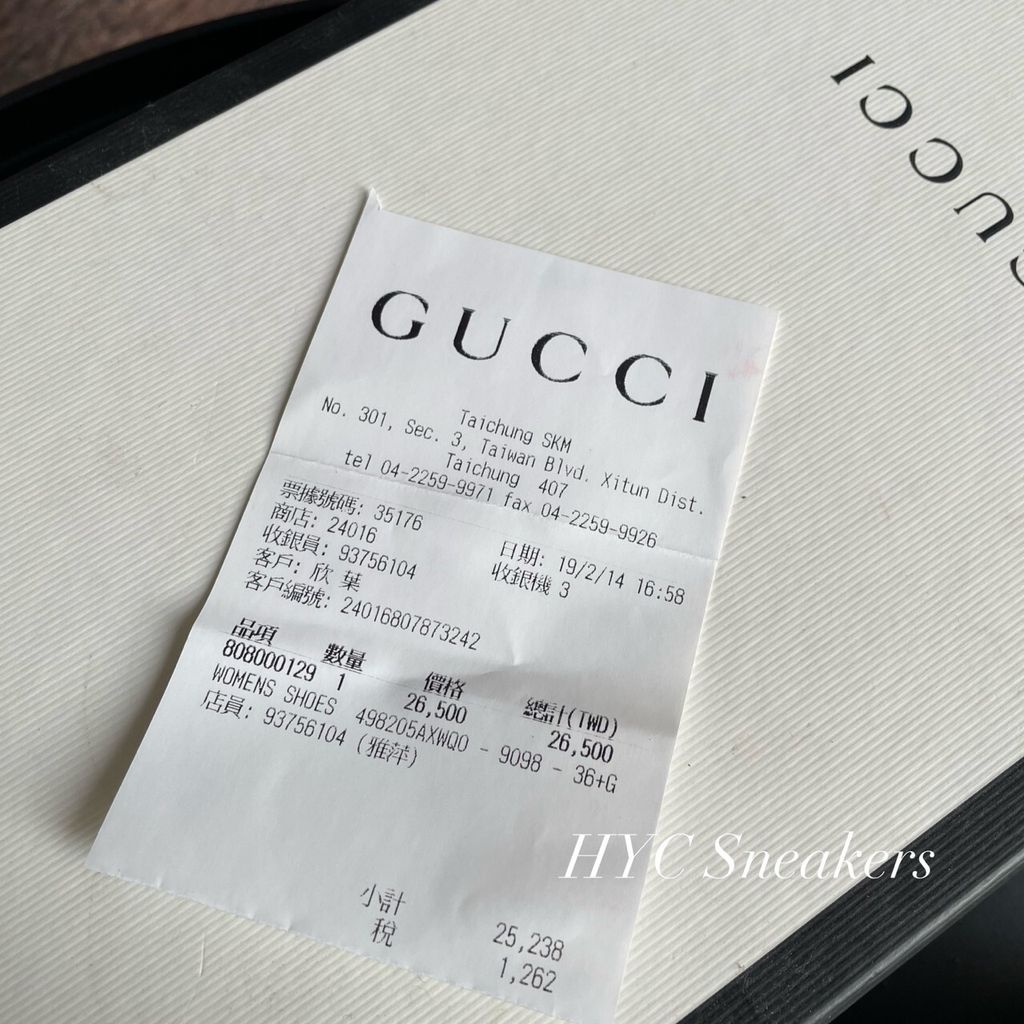 GUCCI
GUCCI
Taichung SKM
No. 301, Sec. 3, Taiwan Blvd. Xitun Dist.
Taichung 407
tel 04-2259-9971 fax 04-2259-9926
票據號碼: 35176
商店: 24016 日期: 19/2/14 16:58
收銀員: 93756104 收銀機 3
客戶: 欣 葉
客戶編號: 24016807873242
品項 數量 價格 總計(TWD)
808000129 1 26,500 26,500
WOMENS SHOES 498205AXWQ0 - 9098 - 36+G
店員: 93756104 (雅萍)
小計 25,238
稅 1,262
HYC Sneakers